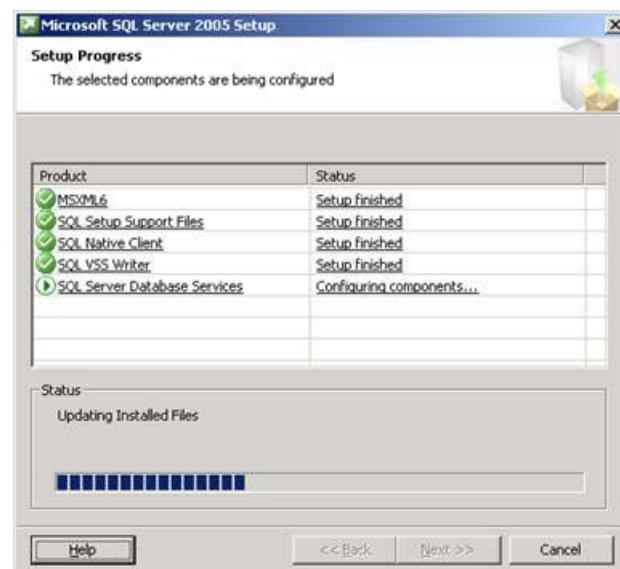 Microsoft SQL Server 2005 Setup
Setup Progress
The selected components are being configured
Product Status
MSXML6 Setup finished
SQL Setup Support Files Setup finished
SQL Native Client Setup finished
SQL VSS Writer Setup finished
SQL Server Database Services Configuring components...
Status
Updating Installed Files
Help << Back Next >> Cancel